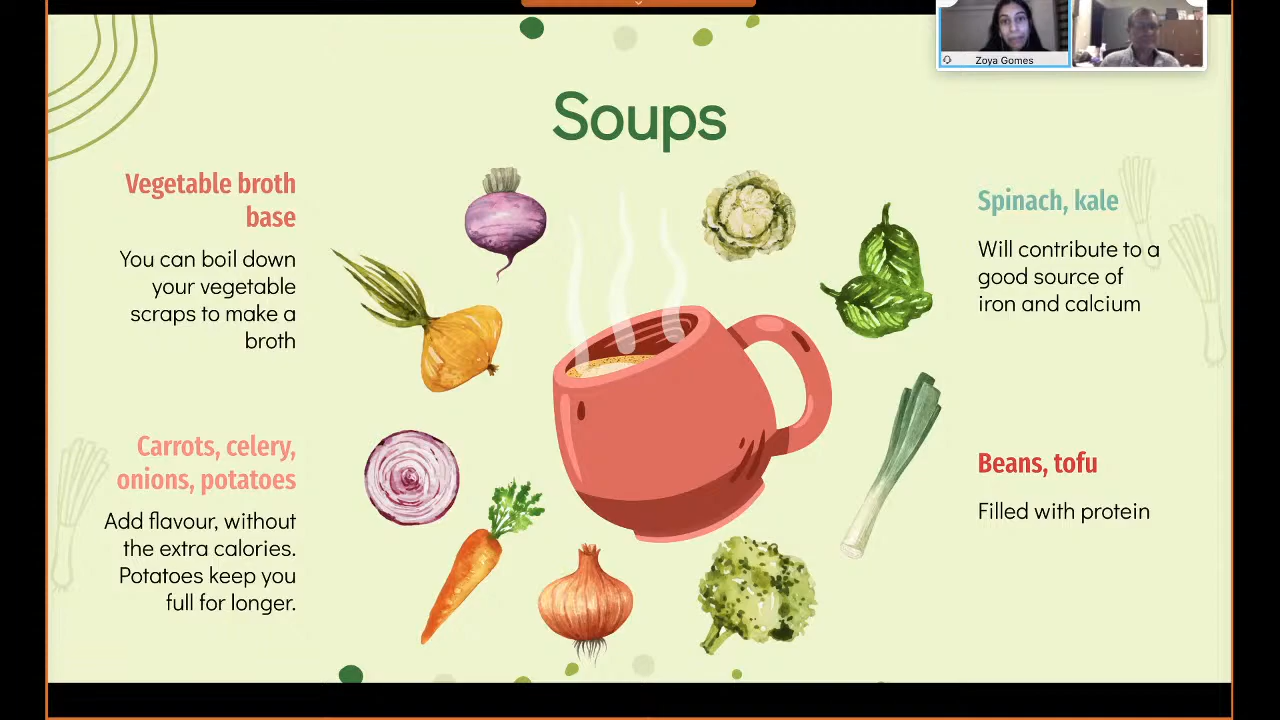 Zoya Gomes
Soups
Vegetable broth
base
You can boil down
your vegetable
scraps to make a
broth
Carrots, celery,
onions, potatoes
Add flavour, without
the extra calories.
Potatoes keep you
full for longer.
Spinach, kale
Will contribute to a
good source of
iron and calcium
Beans, tofu
Filled with protein